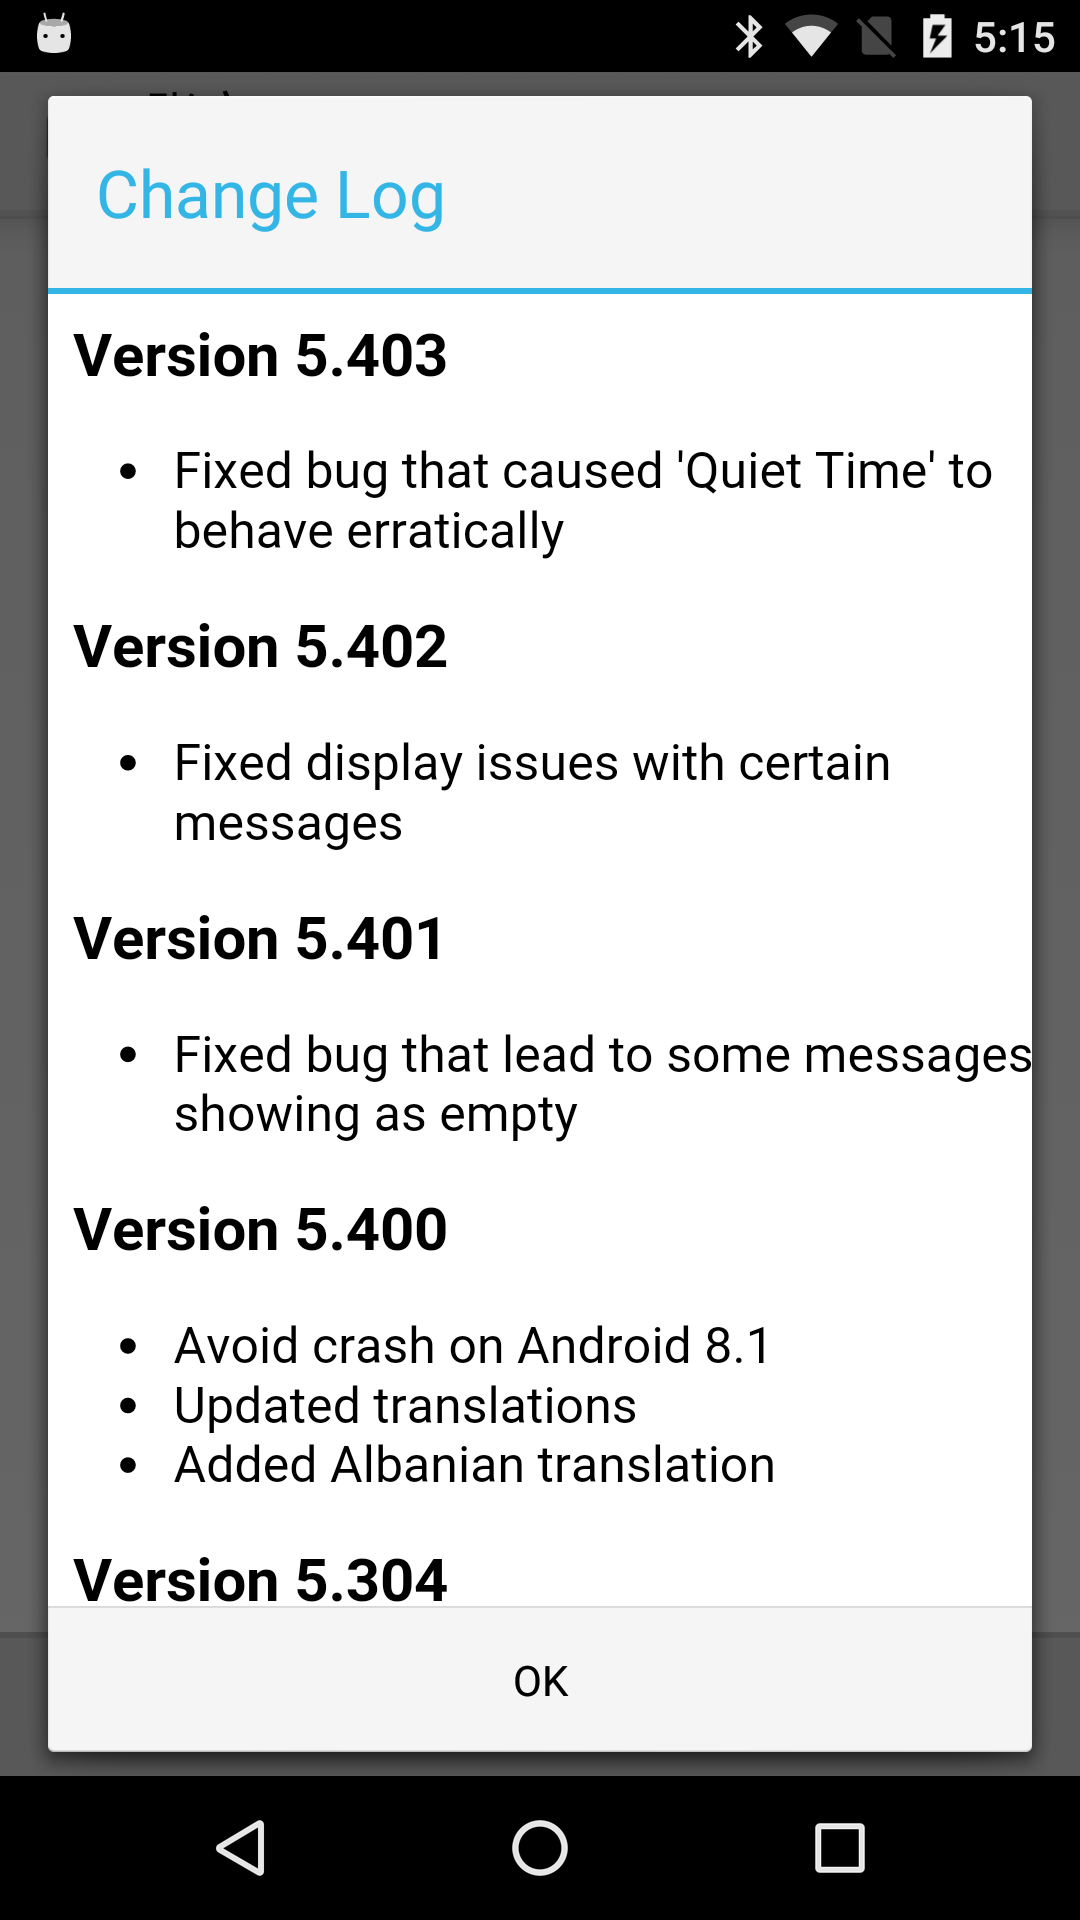 5:15
Change Log
Version 5.403
• Fixed bug that caused 'Quiet Time' to
behave erratically
Version 5.402
• Fixed display issues with certain
messages
Version 5.401
• Fixed bug that lead to some messages
showing as empty
Version 5.400
• Avoid crash on Android 8.1
• Updated translations
• Added Albanian translation
Version 5.304
OK